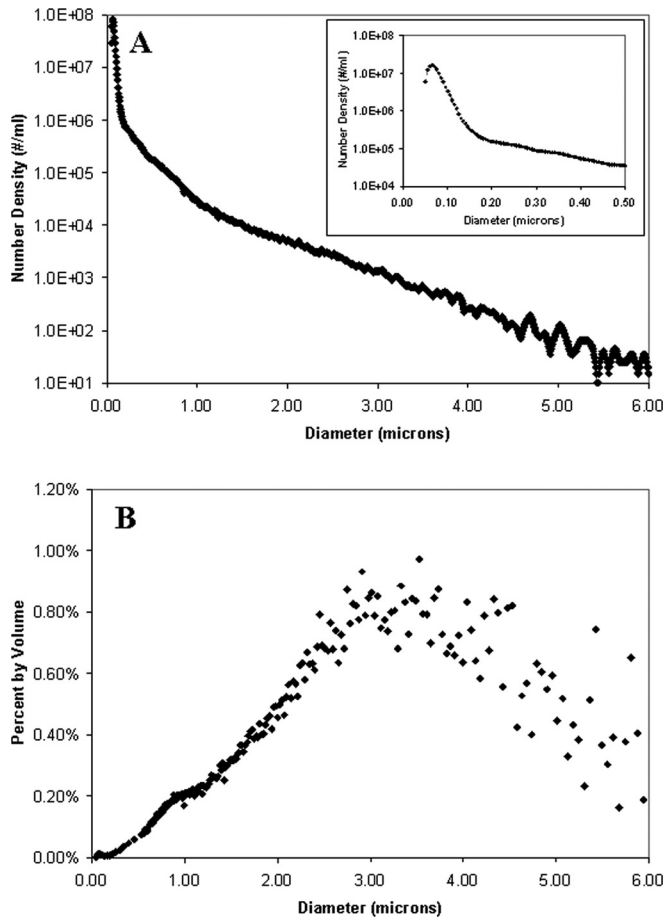 A
Number Density (#/ml)
1.0E+08
1.0E+07
1.0E+06
1.0E+05
1.0E+04
1.0E+03
1.0E+02
1.0E+01
0.00 1.00 2.00 3.00 4.00 5.00 6.00
Diameter (microns)
Number Density (#/ml)
1.0E+08
1.0E+07
1.0E+06
1.0E+05
1.0E+04
0.00 0.10 0.20 0.30 0.40 0.50
Diameter (microns)
B
Percent by Volume
1.20%
1.00%
0.80%
0.60%
0.40%
0.20%
0.00%
0.00 1.00 2.00 3.00 4.00 5.00 6.00
Diameter (microns)